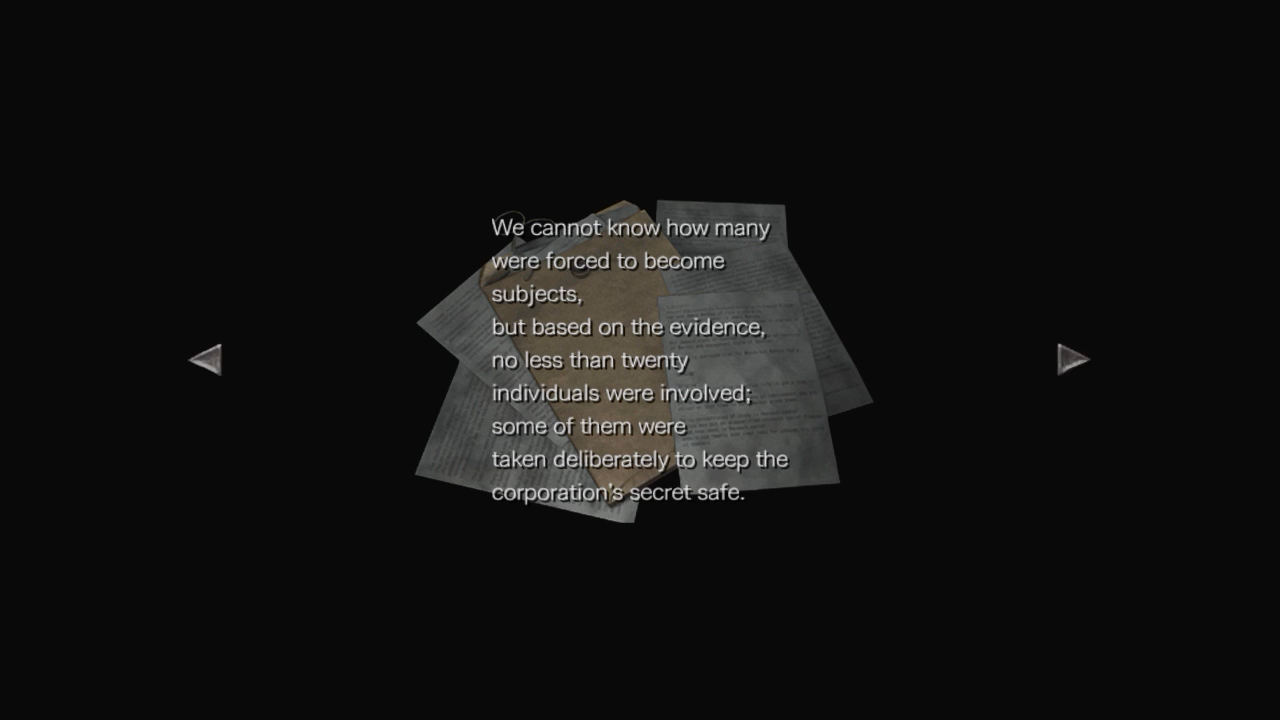 We cannot know how many
were forced to become
subjects,
but based on the evidence,
no less than twenty
individuals were involved;
some of them were
taken deliberately to keep the
corporation's secret safe.